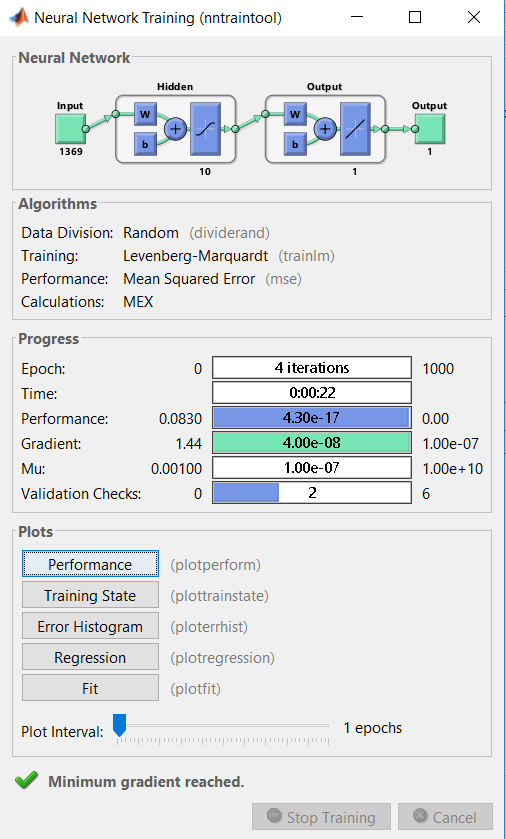 Neural Network Training (nntraintool)
Neural Network
Hidden
Output
Input
W
b
+
W
b
+
Output
1369
10
1
1
Algorithms
Data Division: Random (dividerand)
Training: Levenberg-Marquardt (trainlm)
Performance: Mean Squared Error (mse)
Calculations: MEX
Progress
Epoch: 0 4 iterations 1000
Time: 0:00:22
Performance: 0.0830 4.30e-17 0.00
Gradient: 1.44 4.00e-08 1.00e-07
Mu: 0.00100 1.00e-07 1.00e+10
Validation Checks: 0 2 6
Plots
Performance (plotperform)
Training State (plottrainstate)
Error Histogram (ploterrhist)
Regression (plotregression)
Fit (plotfit)
Plot Interval: 1 epochs
Minimum gradient reached.
Stop Training Cancel